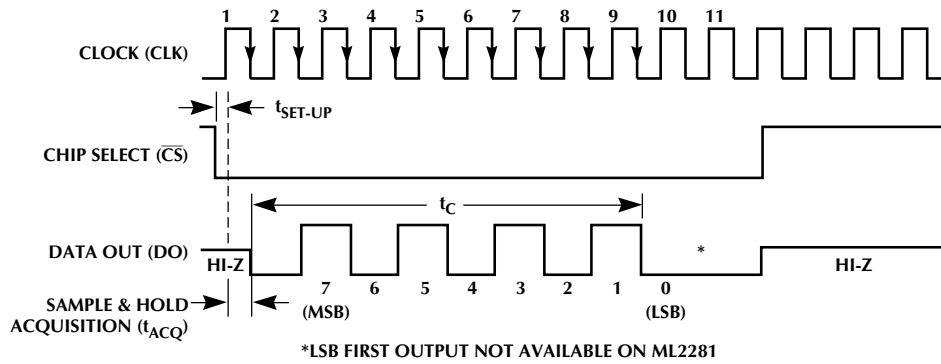 1 2 3 4 5 6 7 8 9 10 11
CLOCK (CLK)
tSET-UP
CHIP SELECT (CS)
tC
DATA OUT (DO)
*
HI-Z
HI-Z
7 6 5 4 3 2 1 0
(MSB) (LSB)
SAMPLE & HOLD
ACQUISITION (tACQ)
*LSB FIRST OUTPUT NOT AVAILABLE ON ML2281